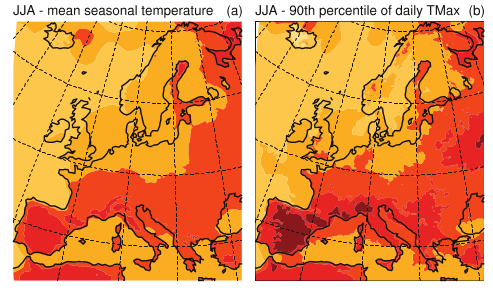 JJA - mean seasonal temperature (a)
JJA - 90th percentile of daily TMax (b)